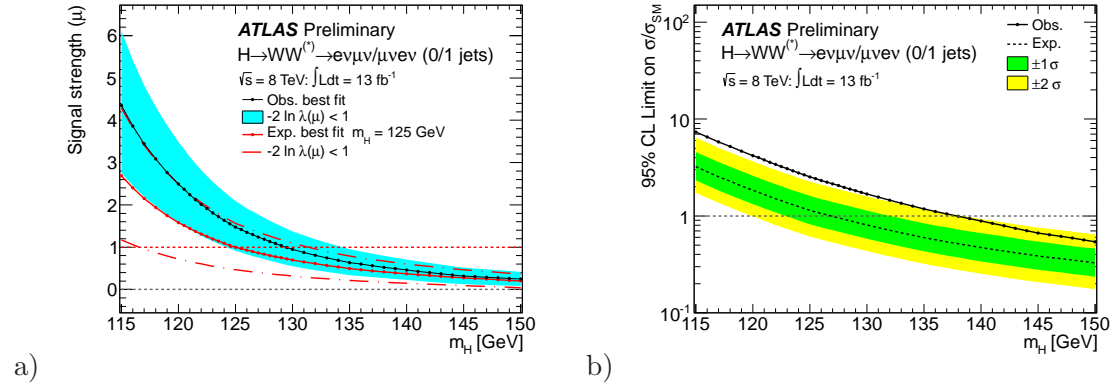 Signal strength (μ)
ATLAS Preliminary
H→WW(*)→eνμν/μνeν (0/1 jets)
√s = 8 TeV: ∫Ldt = 13 fb-1
Obs. best fit
-2 ln λ(μ) < 1
Exp. best fit mH = 125 GeV
-2 ln λ(μ) < 1
6
5
4
3
2
1
0
115 120 125 130 135 140 145 150
mH [GeV]
a)
95% CL Limit on σ/σSM
ATLAS Preliminary
H→WW(*)→eνμν/μνeν (0/1 jets)
√s = 8 TeV: ∫Ldt = 13 fb-1
Obs.
Exp.
±1 σ
±2 σ
10²
10
1
10-1
115 120 125 130 135 140 145 150
mH [GeV]
b)